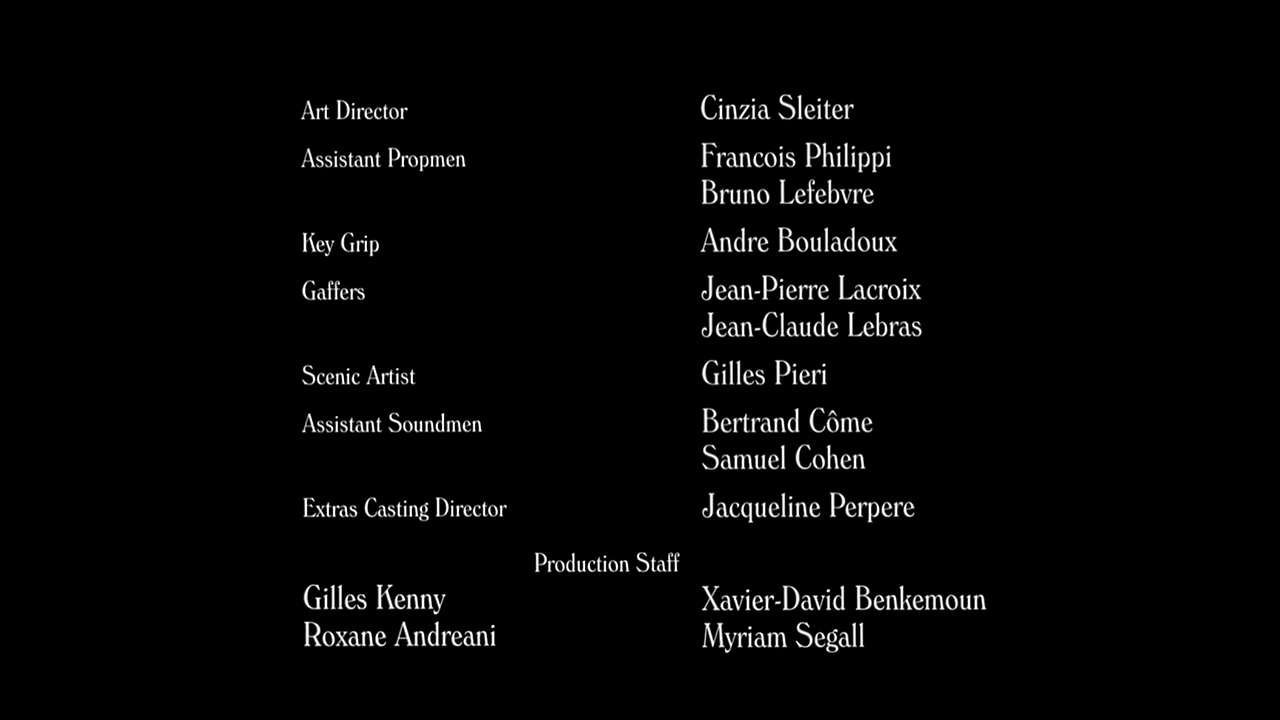 Art Director Cinzia Sleiter
Assistant Propmen Francois Philippi
Bruno Lefebvre
Key Grip Andre Bouladoux
Gaffers Jean-Pierre Lacroix
Jean-Claude Lebras
Scenic Artist Gilles Pieri
Assistant Soundmen Bertrand Côme
Samuel Cohen
Extras Casting Director Jacqueline Perpere
Production Staff
Gilles Kenny Xavier-David Benkemoun
Roxane Andreani Myriam Segall